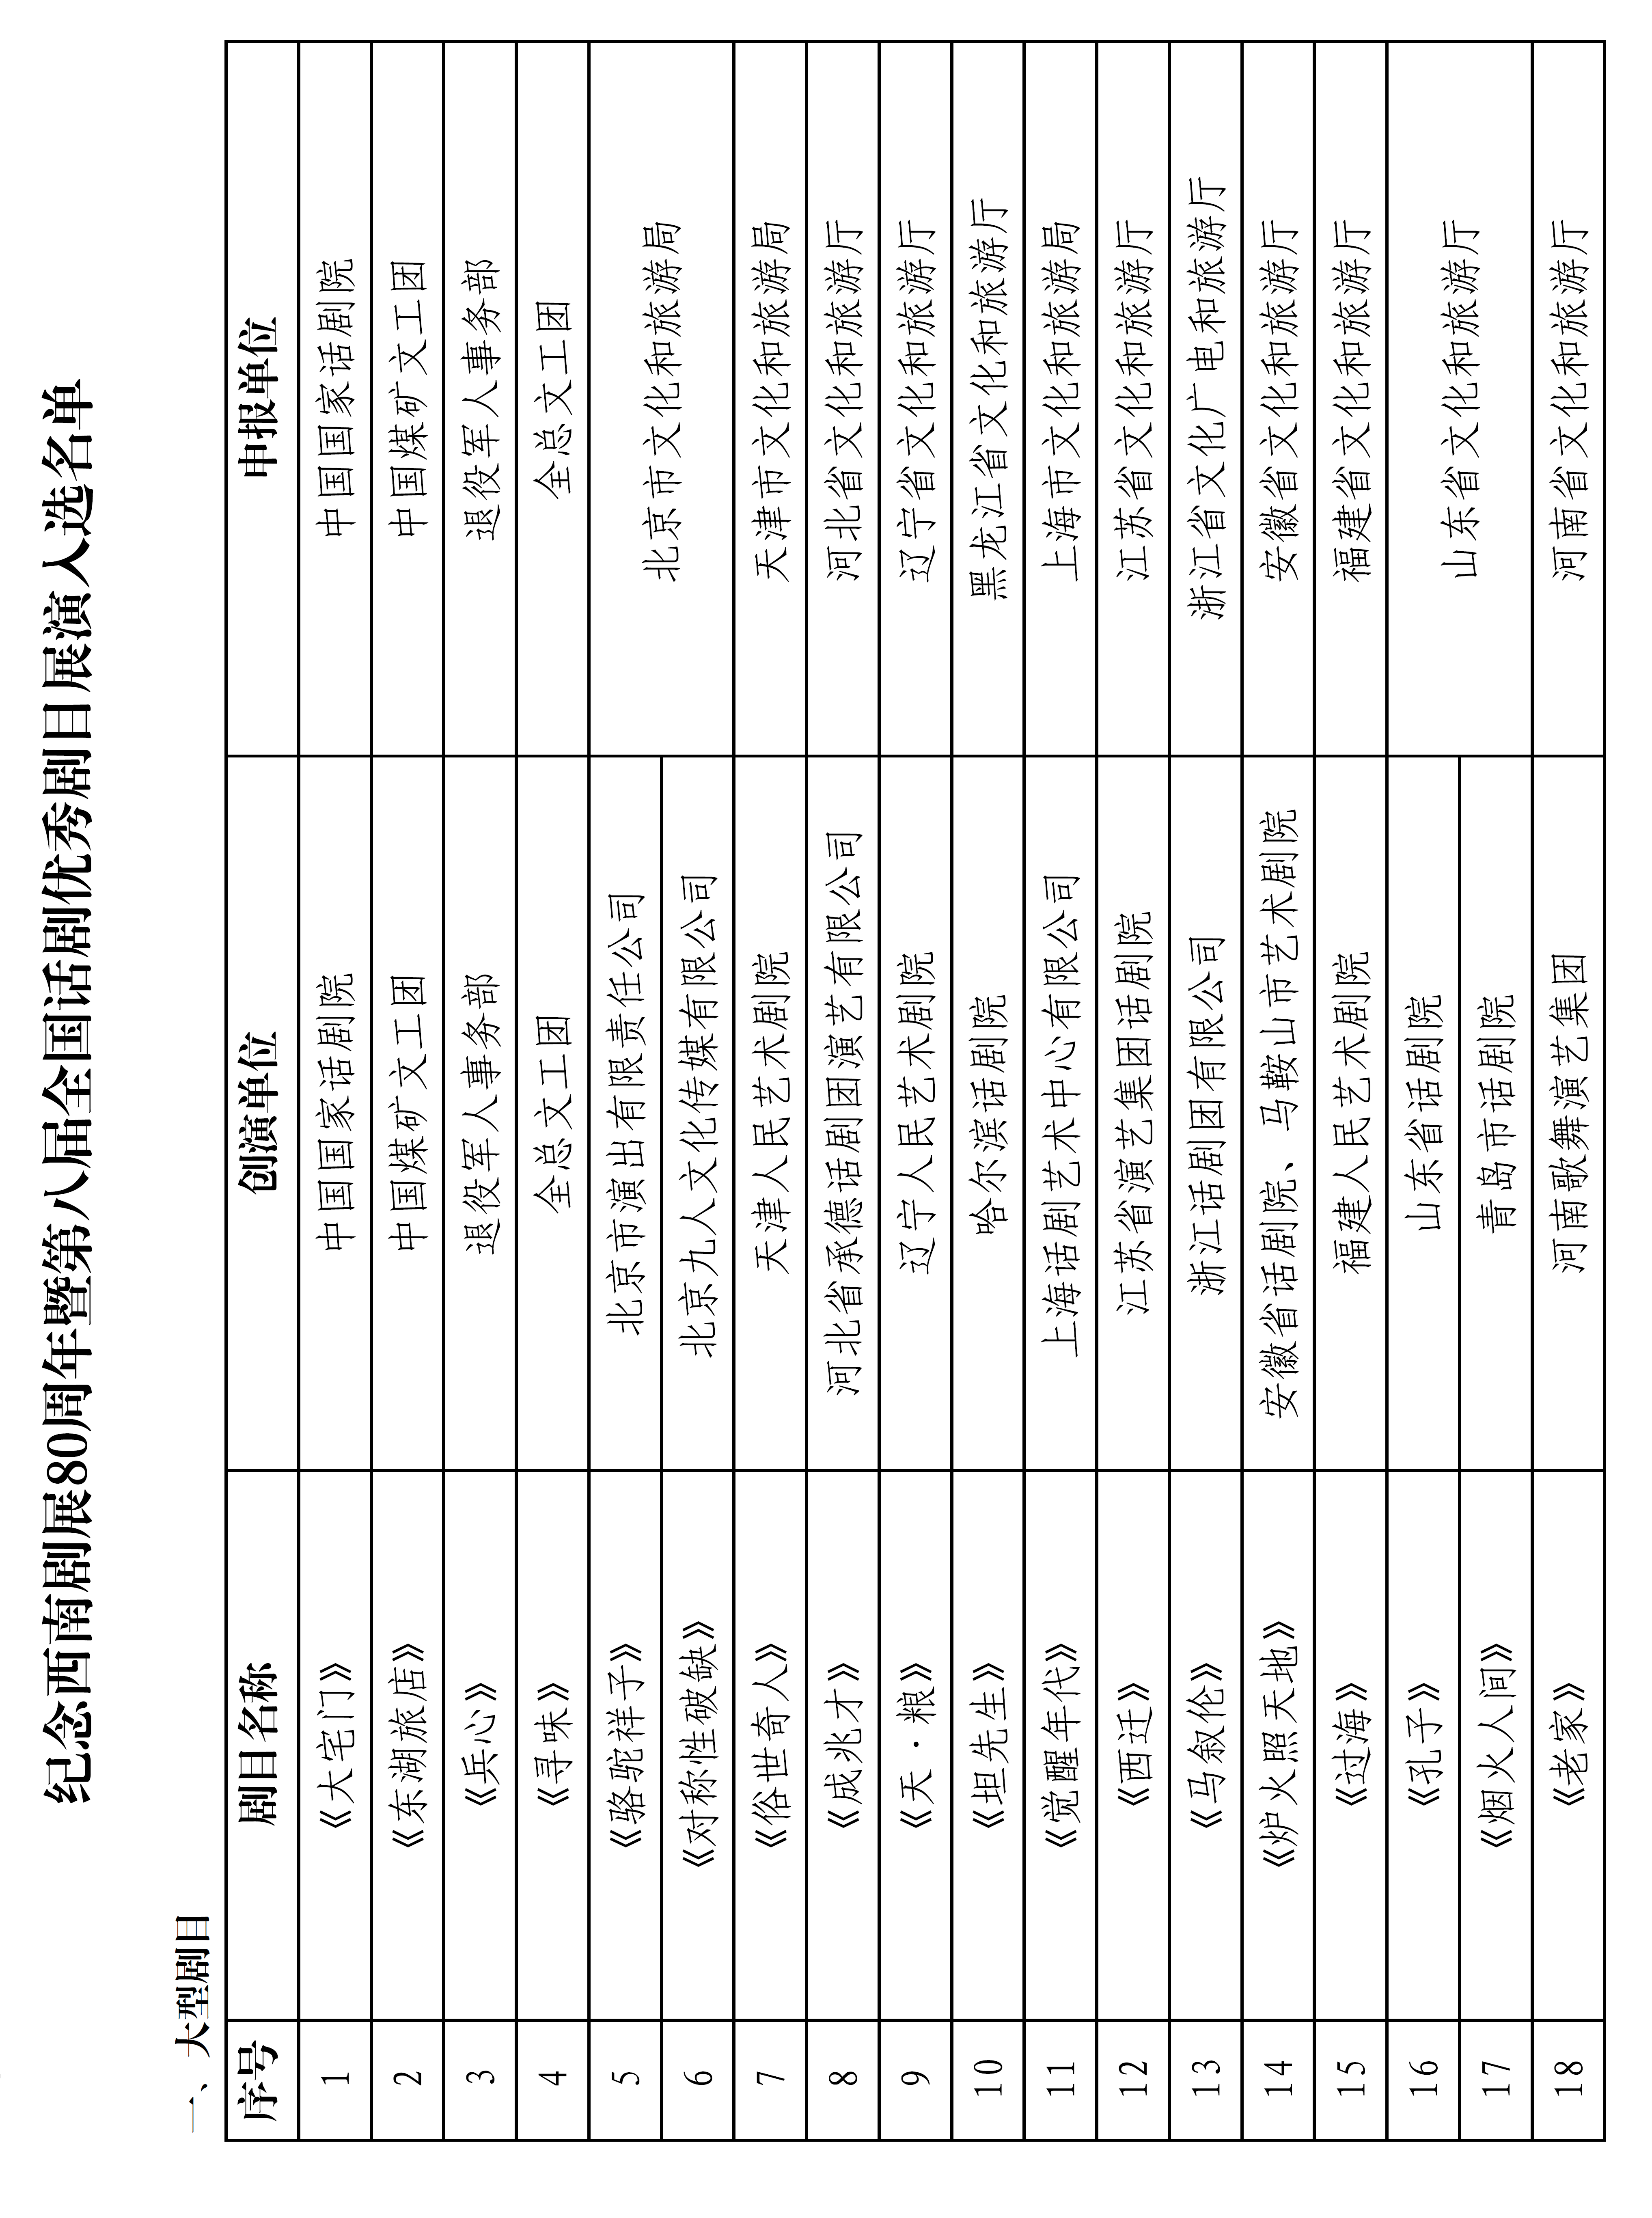 纪念西南剧展80周年暨第八届全国话剧优秀剧目展演入选名单
一、大型剧目
序号 剧目名称 创演单位 申报单位
1 《大宅门》 中国国家话剧院 中国国家话剧院
2 《东湖旅店》 中国煤矿文工团 中国煤矿文工团
3 《兵心》 退役军人事务部 退役军人事务部
4 《寻味》 全总文工团 全总文工团
5 《骆驼祥子》 北京市演出有限责任公司 北京市文化和旅游局
6 《对称性破缺》 北京九人文化传媒有限公司
7 《俗世奇人》 天津人民艺术剧院 天津市文化和旅游局
8 《成兆才》 河北省承德话剧团演艺有限公司 河北省文化和旅游厅
9 《天·粮》 辽宁人民艺术剧院 辽宁省文化和旅游厅
10 《坦先生》 哈尔滨话剧院 黑龙江省文化和旅游厅
11 《觉醒年代》 上海话剧艺术中心有限公司 上海市文化和旅游局
12 《西迁》 江苏省演艺集团话剧院 江苏省文化和旅游厅
13 《马叙伦》 浙江话剧团有限公司 浙江省文化广电和旅游厅
14 《炉火照天地》 安徽省话剧院、马鞍山市艺术剧院 安徽省文化和旅游厅
15 《过海》 福建人民艺术剧院 福建省文化和旅游厅
16 《孔子》 山东省话剧院 山东省文化和旅游厅
17 《烟火人间》 青岛市话剧院
18 《老家》 河南歌舞演艺集团 河南省文化和旅游厅